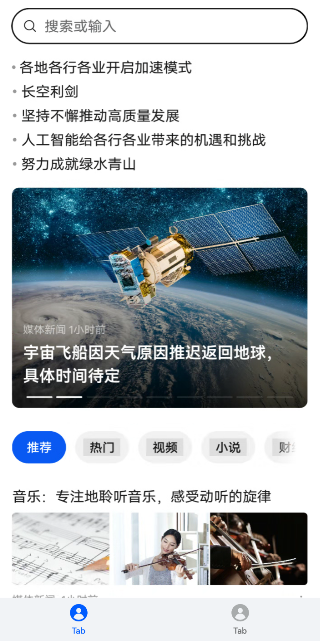 搜索或输入
• 各地各行各业开启加速模式
• 长空利剑
• 坚持不懈推动高质量发展
• 人工智能给各行各业带来的机遇和挑战
• 努力成就绿水青山
媒体新闻 1小时前
宇宙飞船因天气原因推迟返回地球,
具体时间待定
推荐 热门 视频 小说
音乐:专注地聆听音乐,感受动听的旋律
媒体新闻 1小时前
Tab Tab